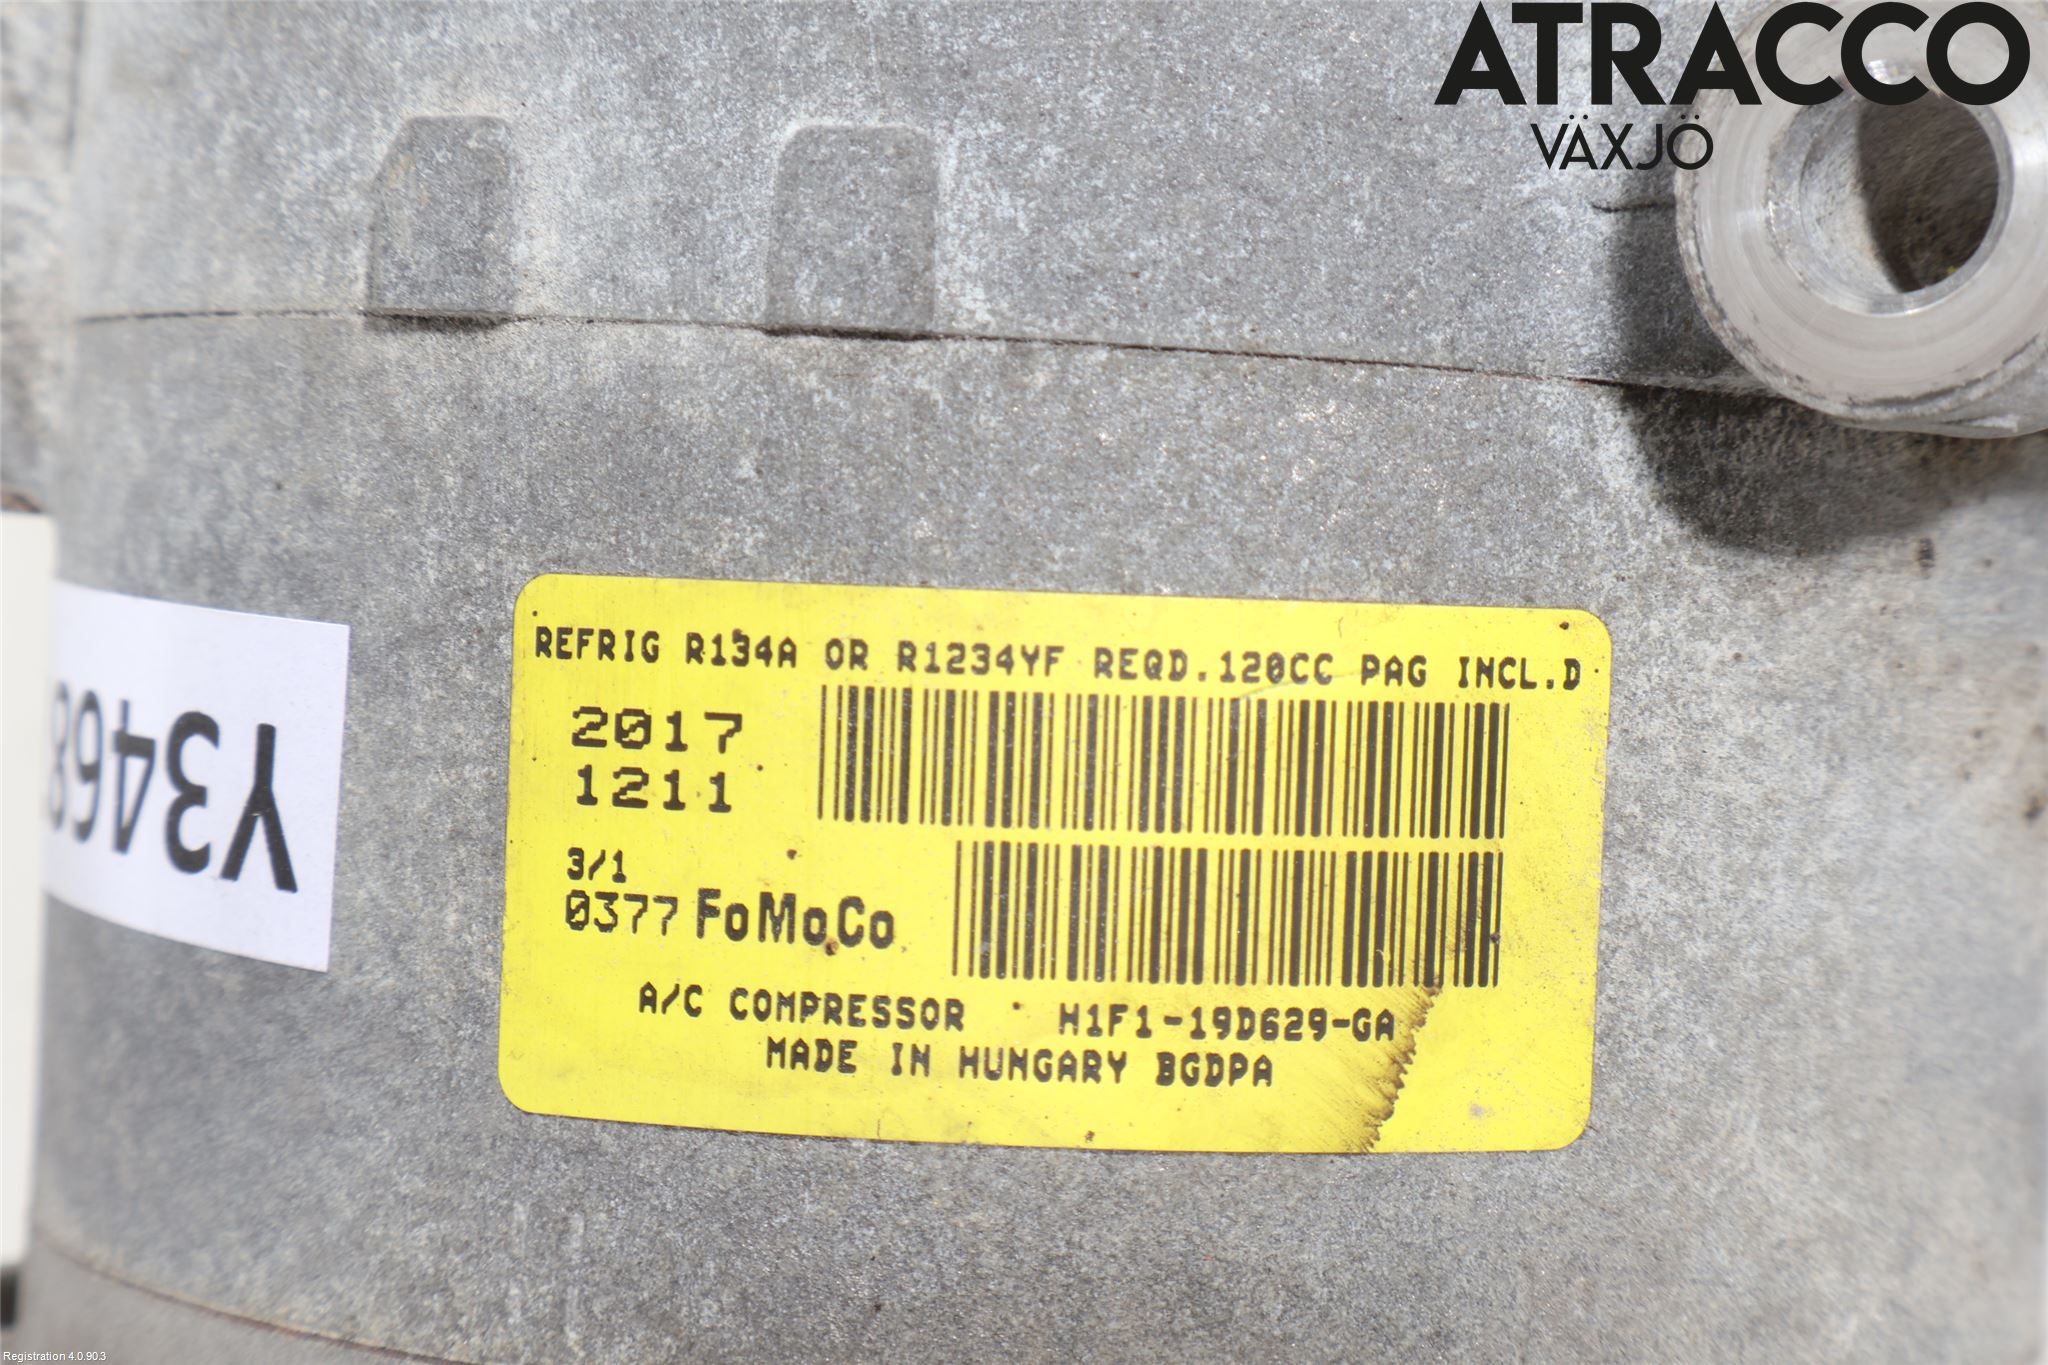 ATRACCO
VÄXJÖ
REFRIG R134A OR R1234YF REQD.120CC PAG INCL.D
2017
1211
3/1
0377 FoMoCo
A/C COMPRESSOR H1F1-19D629-GA
MADE IN HUNGARY BGDPA
Y3468
Registration 4.0.90.3